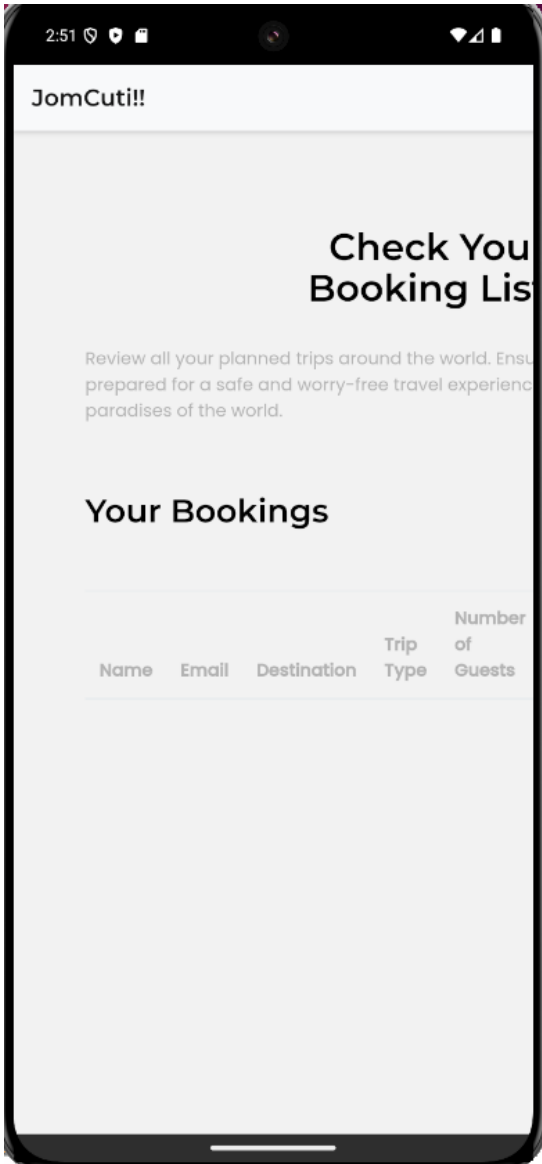 2:51
JomCuti!!
Check You
Booking Lis
Review all your planned trips around the world. Ensu
prepared for a safe and worry-free travel experienc
paradises of the world.
Your Bookings
Number
Trip of
Name Email Destination Type Guests